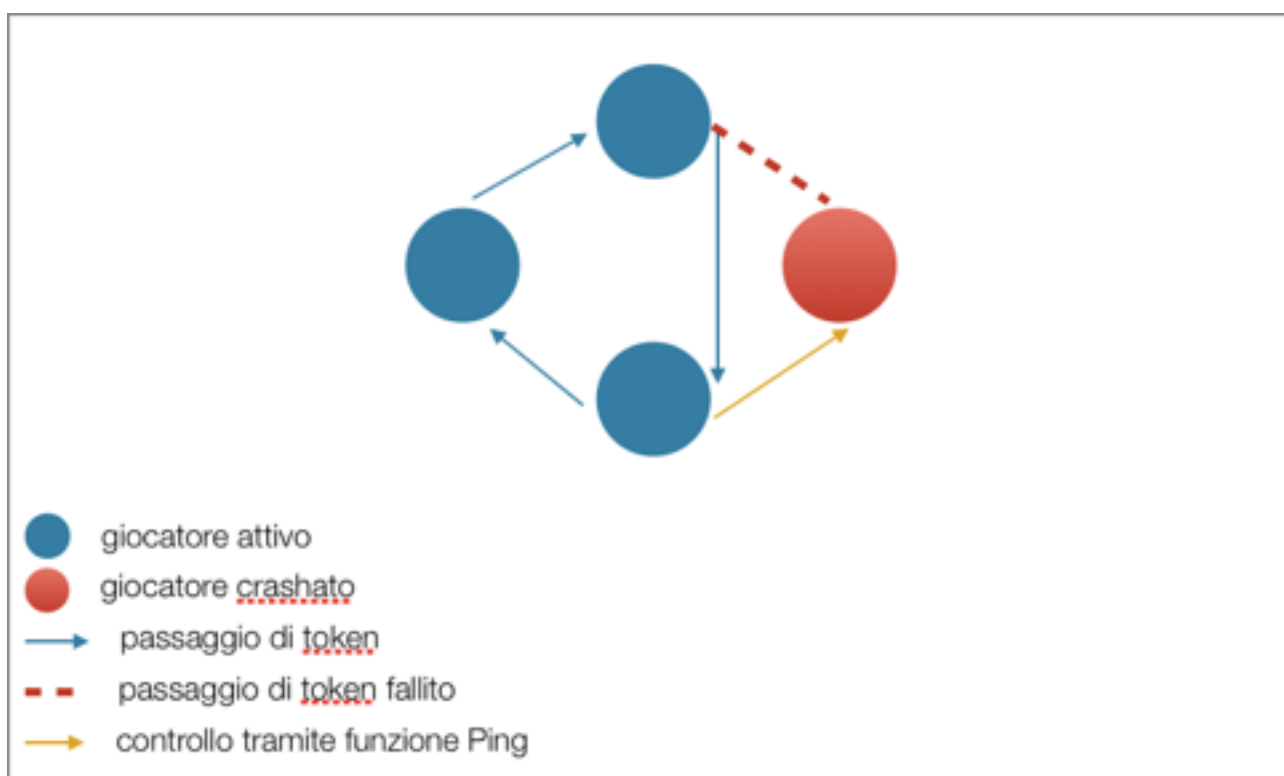 giocatore attivo
giocatore crashato
passaggio di token
passaggio di token fallito
controllo tramite funzione Ping